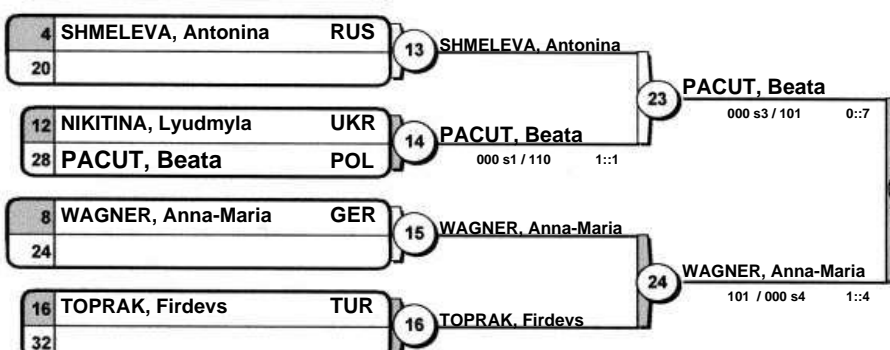 4 SHMELEVA, Antonina RUS
20
13 SHMELEVA, Antonina
12 NIKITINA, Lyudmyla UKR
28 PACUT, Beata POL
14 PACUT, Beata
000 s1 / 110 1::1
23 PACUT, Beata
000 s3 / 101 0::7
8 WAGNER, Anna-Maria GER
24
15 WAGNER, Anna-Maria
16 TOPRAK, Firdevs TUR
32
16 TOPRAK, Firdevs
24 WAGNER, Anna-Maria
101 / 000 s4 1::4